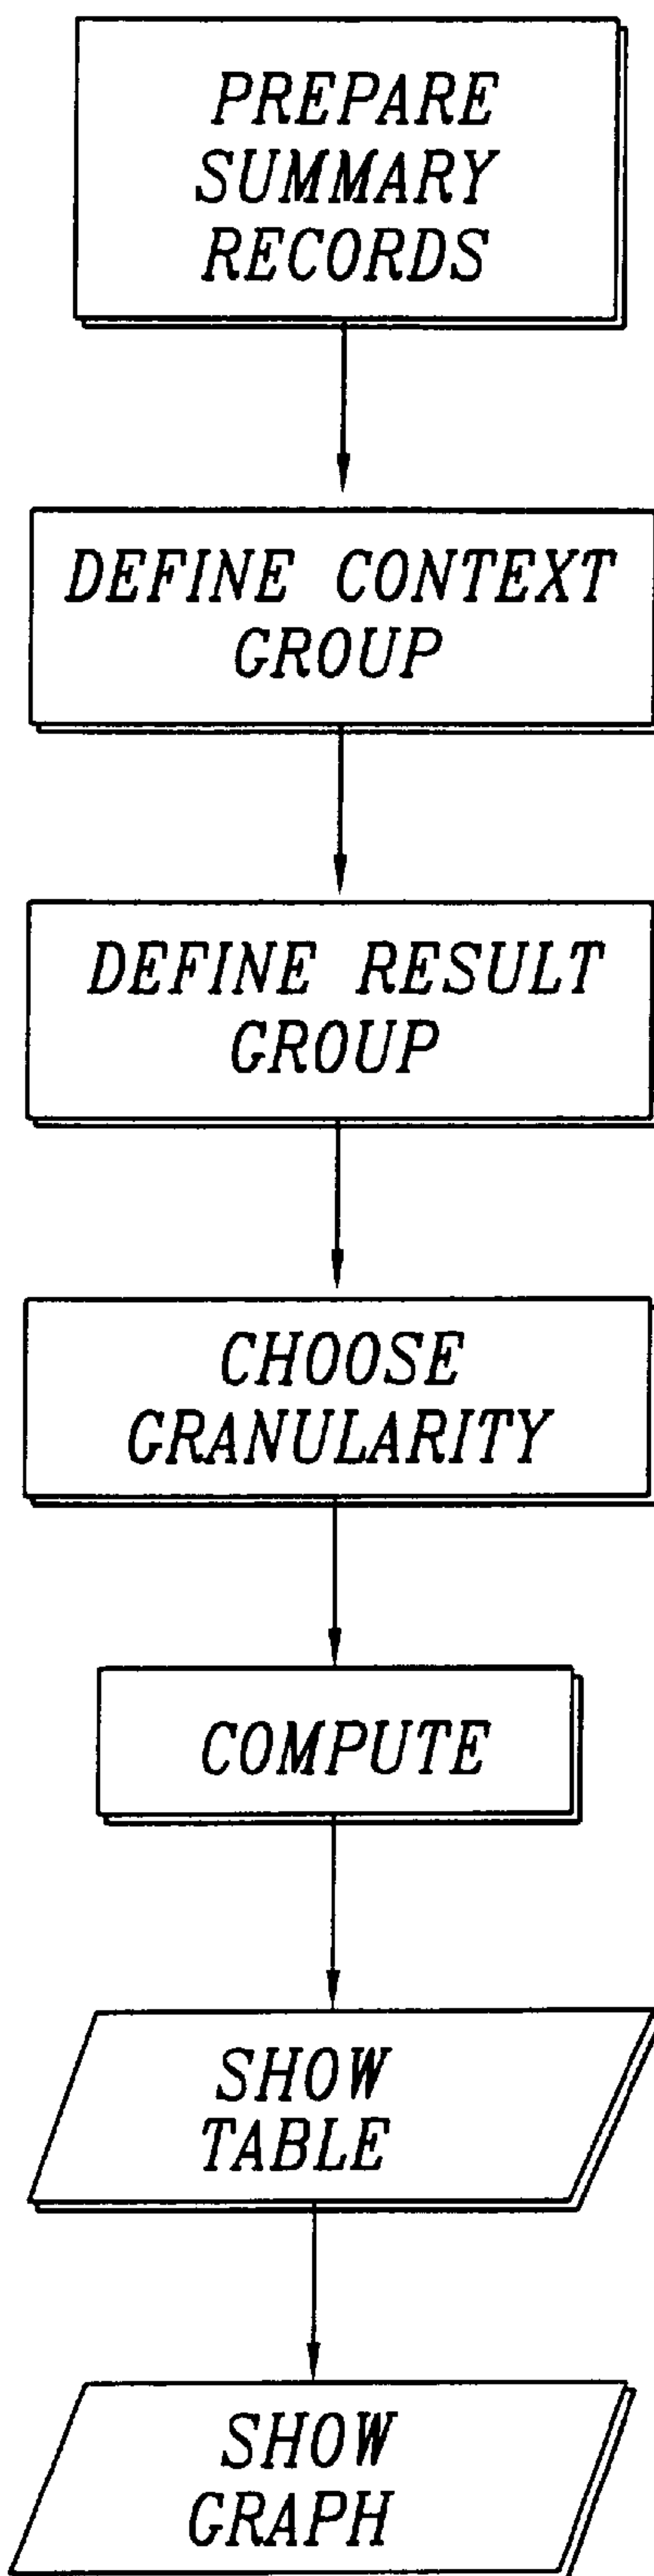 PREPARE
SUMMARY
RECORDS
DEFINE CONTEXT
GROUP
DEFINE RESULT
GROUP
CHOOSE
GRANULARITY
COMPUTE
SHOW
TABLE
SHOW
GRAPH